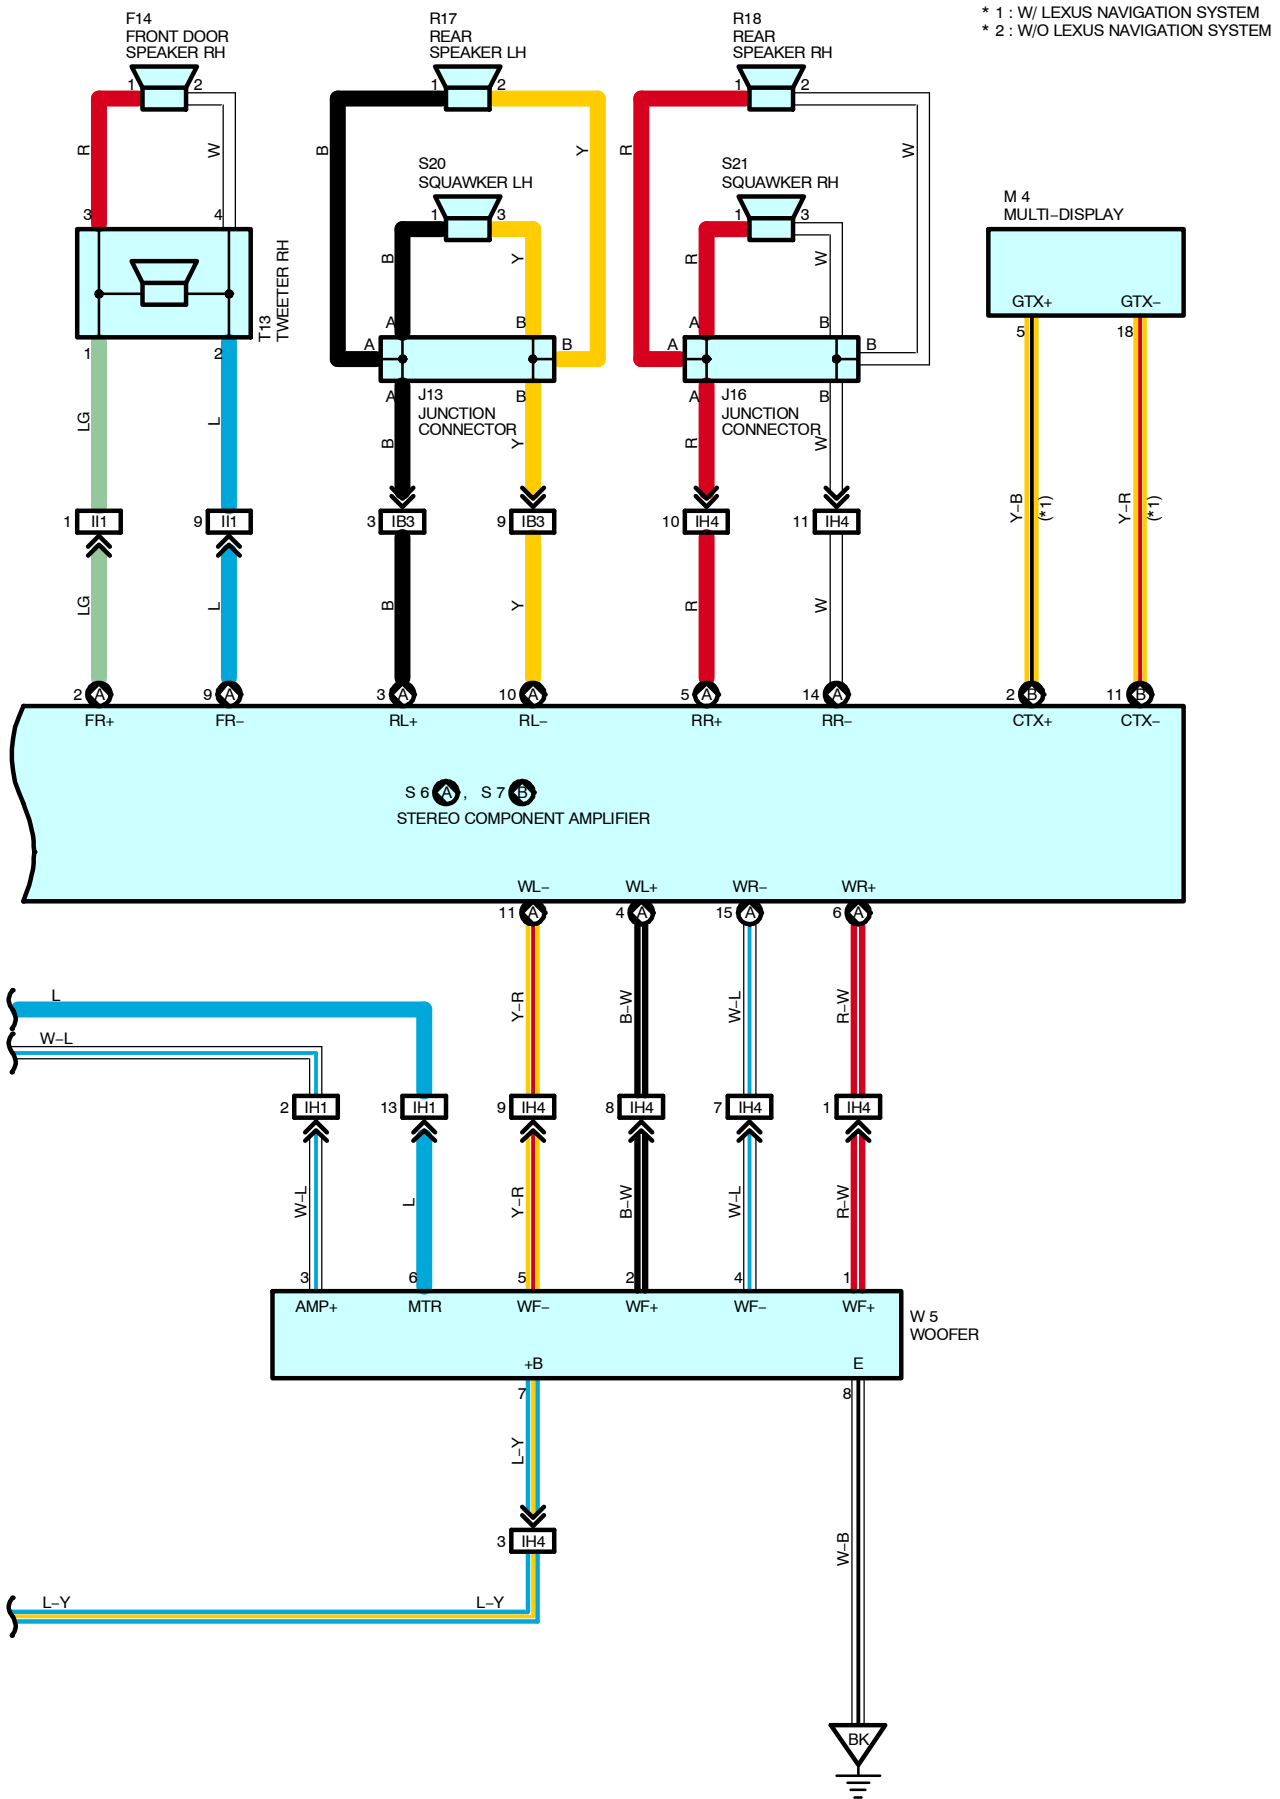 * 1 : W/ LEXUS NAVIGATION SYSTEM
* 2 : W/O LEXUS NAVIGATION SYSTEM
F14
FRONT DOOR
SPEAKER RH
R17
REAR
SPEAKER LH
R18
REAR
SPEAKER RH
1 2 1 2 1 2
R W B Y R W
S20
SQUAWKER LH
S21
SQUAWKER RH
M 4
MULTI-DISPLAY
3 4 1 3 1 3
T13
TWEETER RH
B Y R W
GTX+ GTX-
A B A B
A B A B
1 2 5 18
A B A B
J13
JUNCTION
CONNECTOR
J16
JUNCTION
CONNECTOR
LG L B Y R W
Y-B
(*1)
Y-R
(*1)
1 II1 9 II1 3 IB3 9 IB3 10 IH4 11 IH4
LG L B Y R W
2 A 9 A 3 A 10 A 5 A 14 A 2 B 11 B
FR+ FR- RL+ RL- RR+ RR- CTX+ CTX-
S 6 A , S 7 B
STEREO COMPONENT AMPLIFIER
WL- WL+ WR- WR+
11 A 4 A 15 A 6 A
L Y-R B-W W-L R-W
W-L
2 IH1 13 IH1 9 IH4 8 IH4 7 IH4 1 IH4
W-L L Y-R B-W W-L R-W
3 6 5 2 4 1
AMP+ MTR WF- WF+ WF- WF+
W 5
WOOFER
+B E
7 8
L-Y
3 IH4
W-B
L-Y L-Y
BK